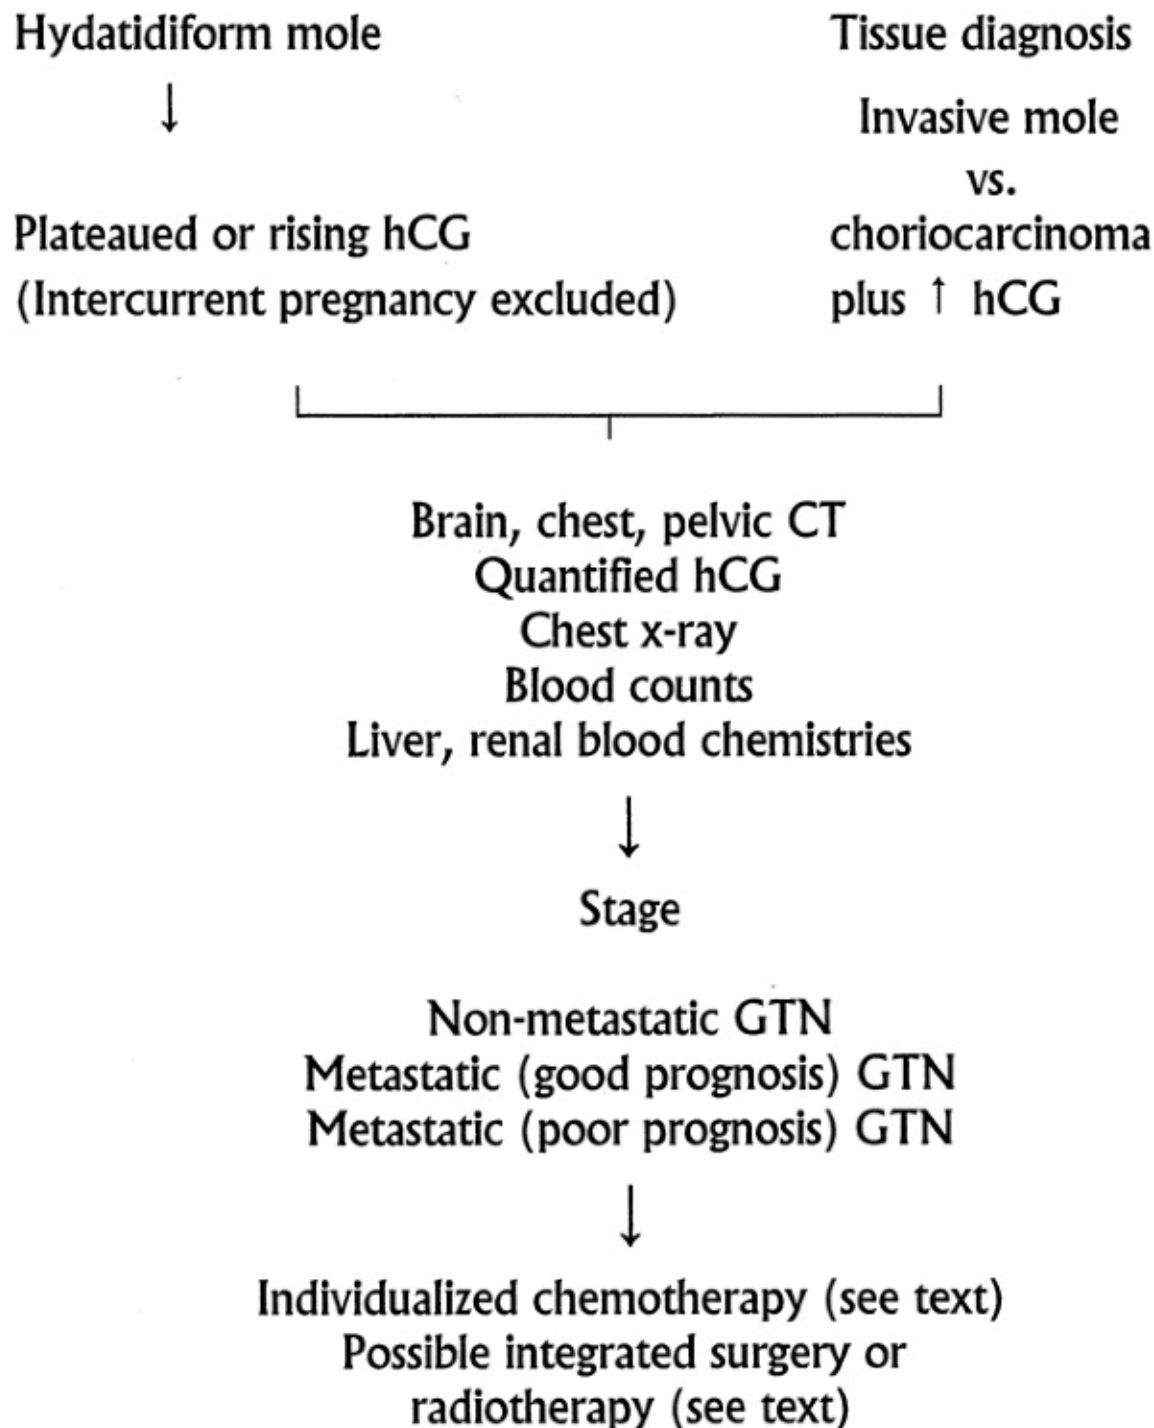 Hydatidiform mole
↓
Plateaued or rising hCG
(Intercurrent pregnancy excluded)
Tissue diagnosis
Invasive mole
vs.
choriocarcinoma
plus ↑ hCG
Brain, chest, pelvic CT
Quantified hCG
Chest x-ray
Blood counts
Liver, renal blood chemistries
↓
Stage
Non-metastatic GTN
Metastatic (good prognosis) GTN
Metastatic (poor prognosis) GTN
↓
Individualized chemotherapy (see text)
Possible integrated surgery or
radiotherapy (see text)